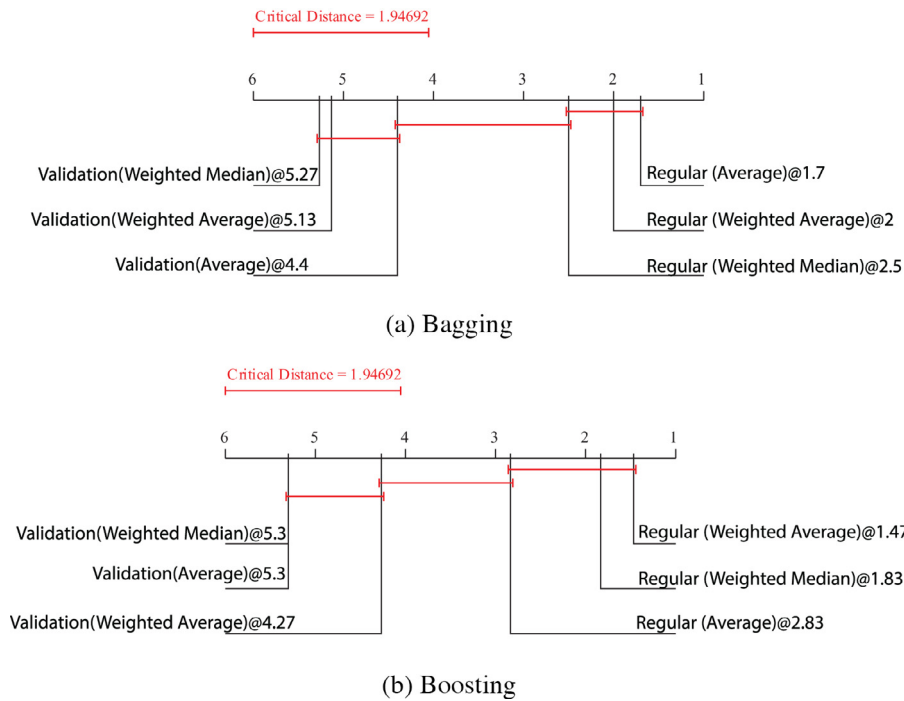 Critical Distance = 1.94692
6 5 4 3 2 1
Validation(Weighted Median)@5.27
Regular (Average)@1.7
Validation(Weighted Average)@5.13
Regular (Weighted Average)@2
Validation(Average)@4.4
Regular (Weighted Median)@2.5
(a) Bagging
Critical Distance = 1.94692
6 5 4 3 2 1
Validation(Weighted Median)@5.3
Regular (Weighted Average)@1.47
Validation(Average)@5.3
Regular (Weighted Median)@1.83
Validation(Weighted Average)@4.27
Regular (Average)@2.83
(b) Boosting